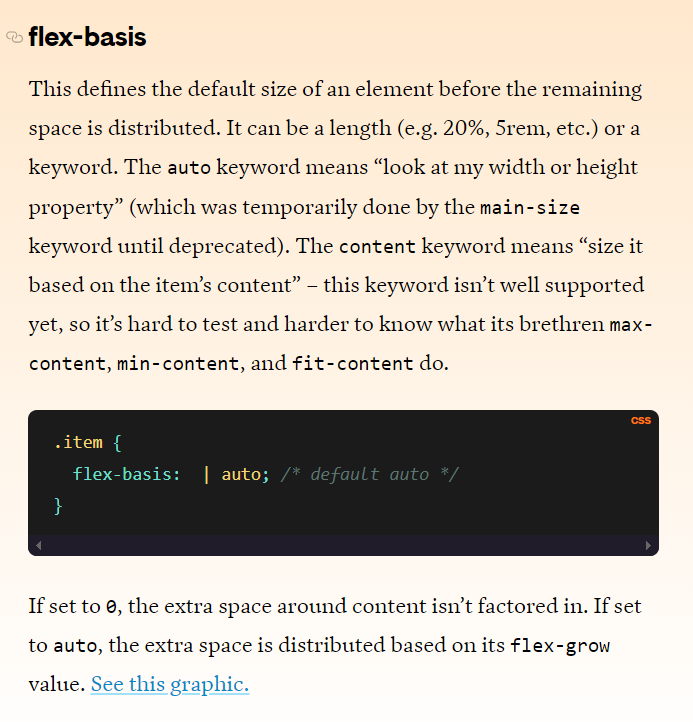 flex-basis
This defines the default size of an element before the remaining
space is distributed. It can be a length (e.g. 20%, 5rem, etc.) or a
keyword. The auto keyword means “look at my width or height
property” (which was temporarily done by the main-size
keyword until deprecated). The content keyword means “size it
based on the item’s content” – this keyword isn’t well supported
yet, so it’s hard to test and harder to know what its brethren max-
content, min-content, and fit-content do.
CSS
.item {
  flex-basis:  | auto; /* default auto */
}
If set to 0, the extra space around content isn’t factored in. If set
to auto, the extra space is distributed based on its flex-grow
value. See this graphic.